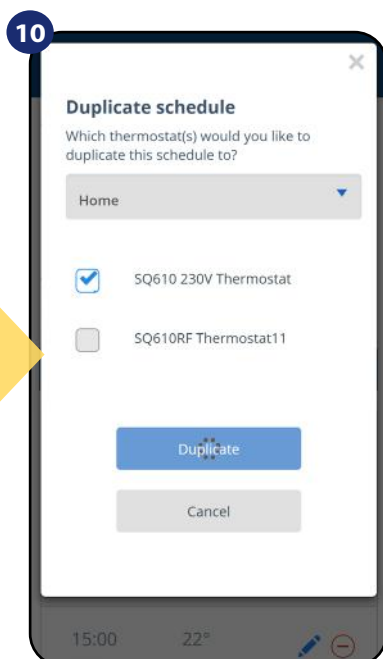 10
Duplicate schedule
Which thermostat(s) would you like to
duplicate this schedule to?
Home
SQ610 230V Thermostat
SQ610RF Thermostat11
Duplicate
Cancel
15:00 22°